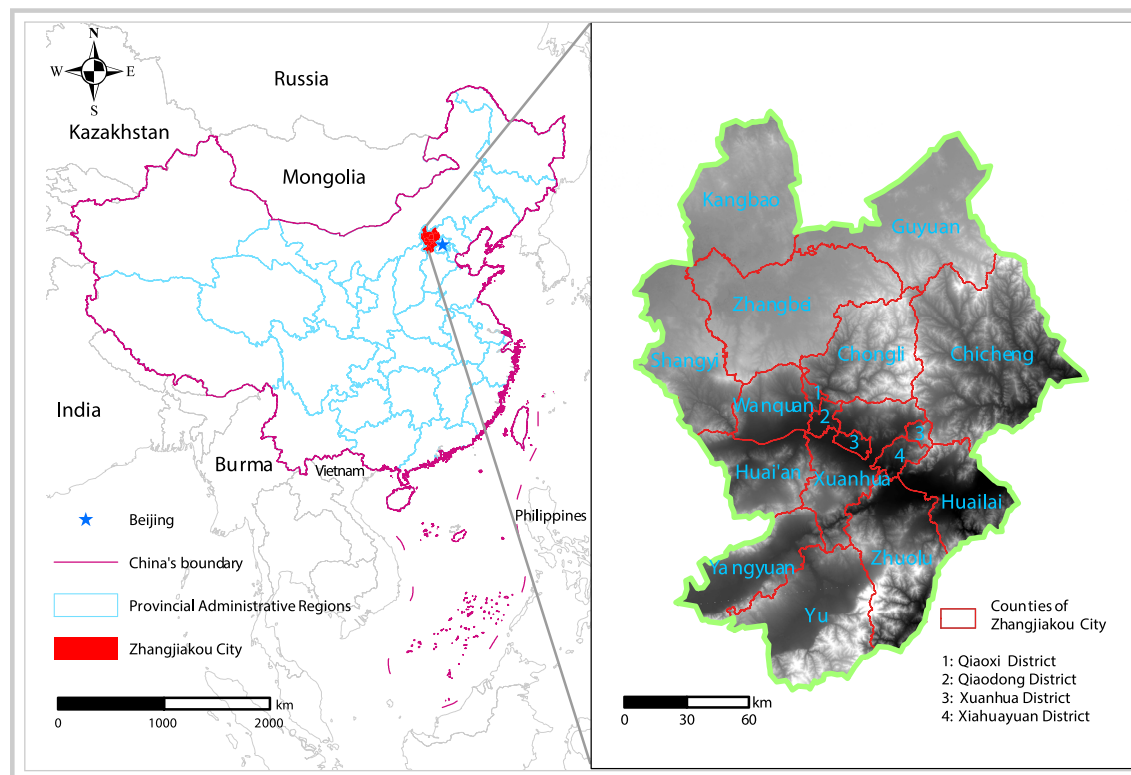 N
W
E
S
Russia
Kazakhstan
Mongolia
India
Burma
Vietnam
Philippines
Beijing
China's boundary
Provincial Administrative Regions
Zhangjiakou City
km
0
1000
2000
Kangbao
Guyuan
Zhangbu
Shangyi
Chongli
Chicheng
1
Wanquan
2
3
3
4
Huai'an
Xuanhua
Huailai
Yangyuan
Zhuolu
Yu
Counties of
Zhangjiakou City
1: Qiaoxi District
2: Qiaodong District
3: Xuanhua District
4: Xiahuayuan District
km
0
30
60